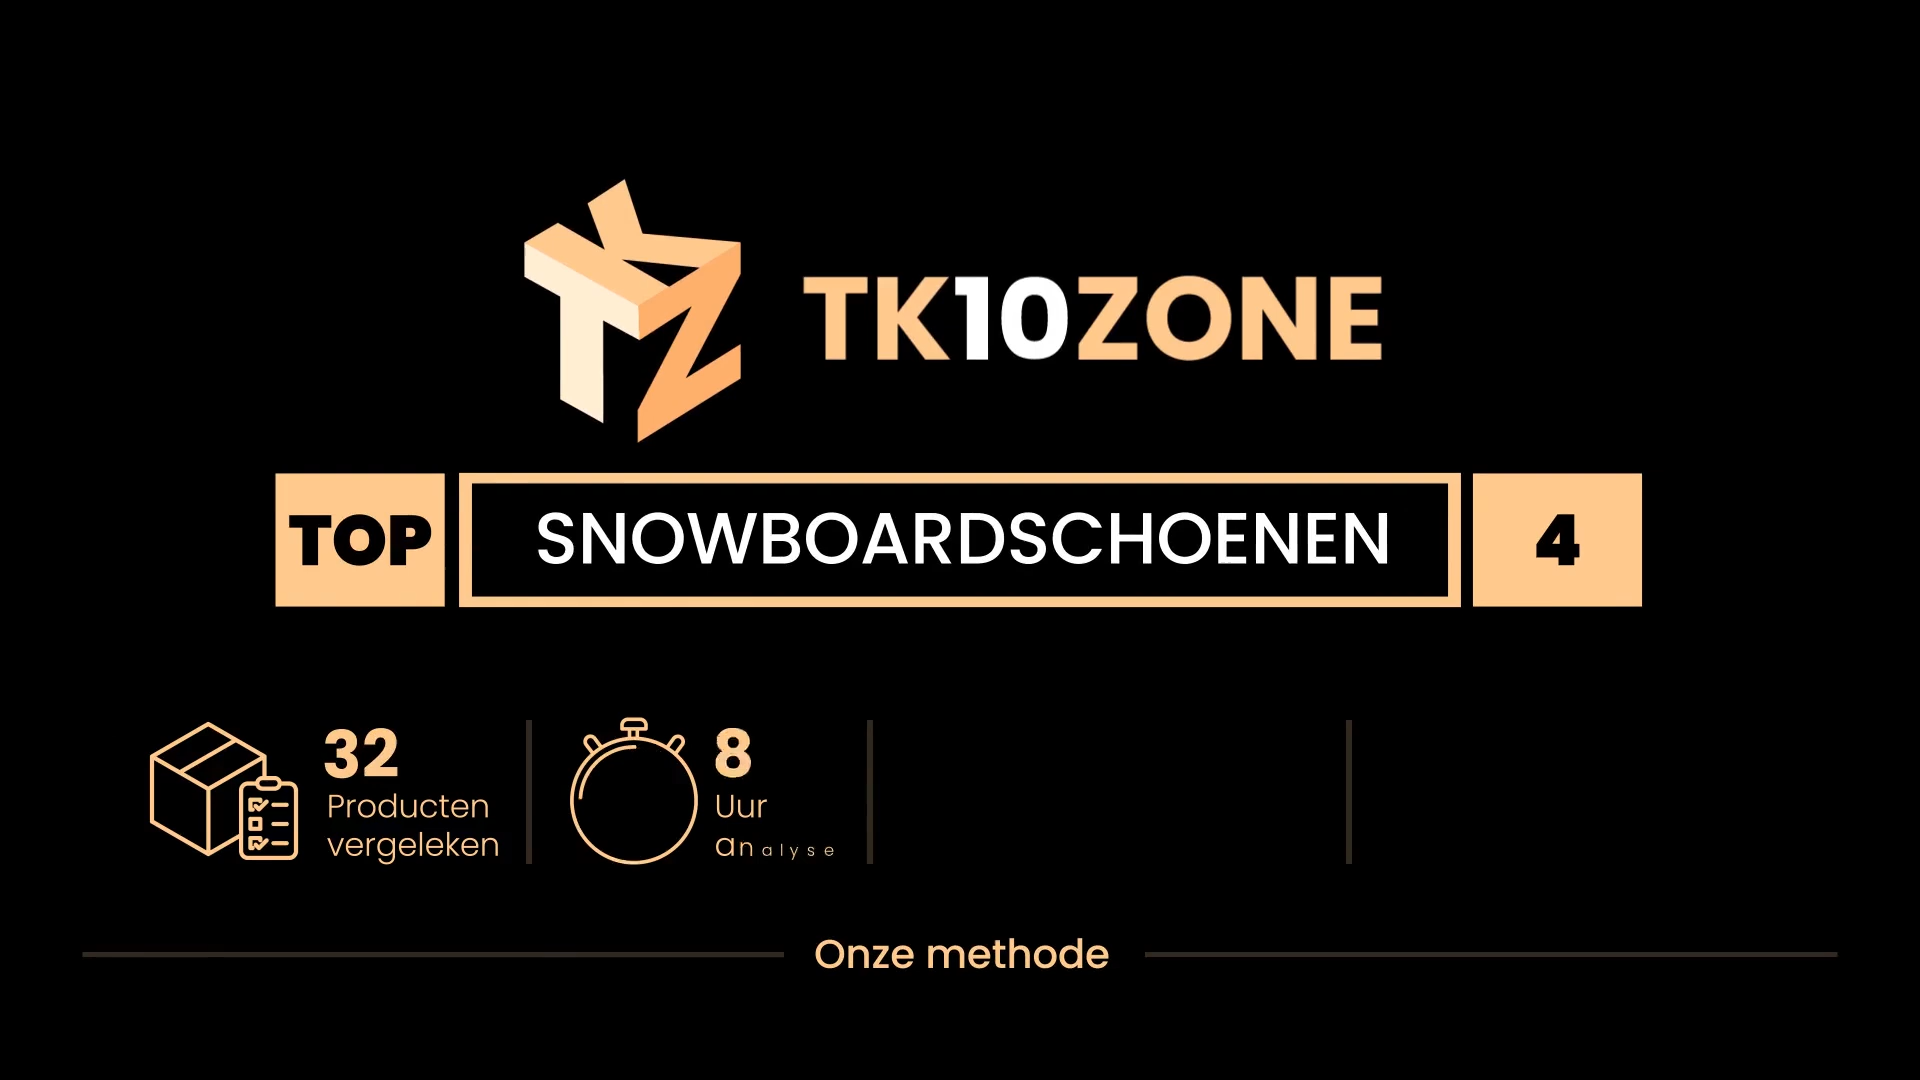 TK10ZONE
TOP SNOWBOARDSCHOENEN 4
32
Producten
vergeleken
8
Uur
analyse
Onze methode